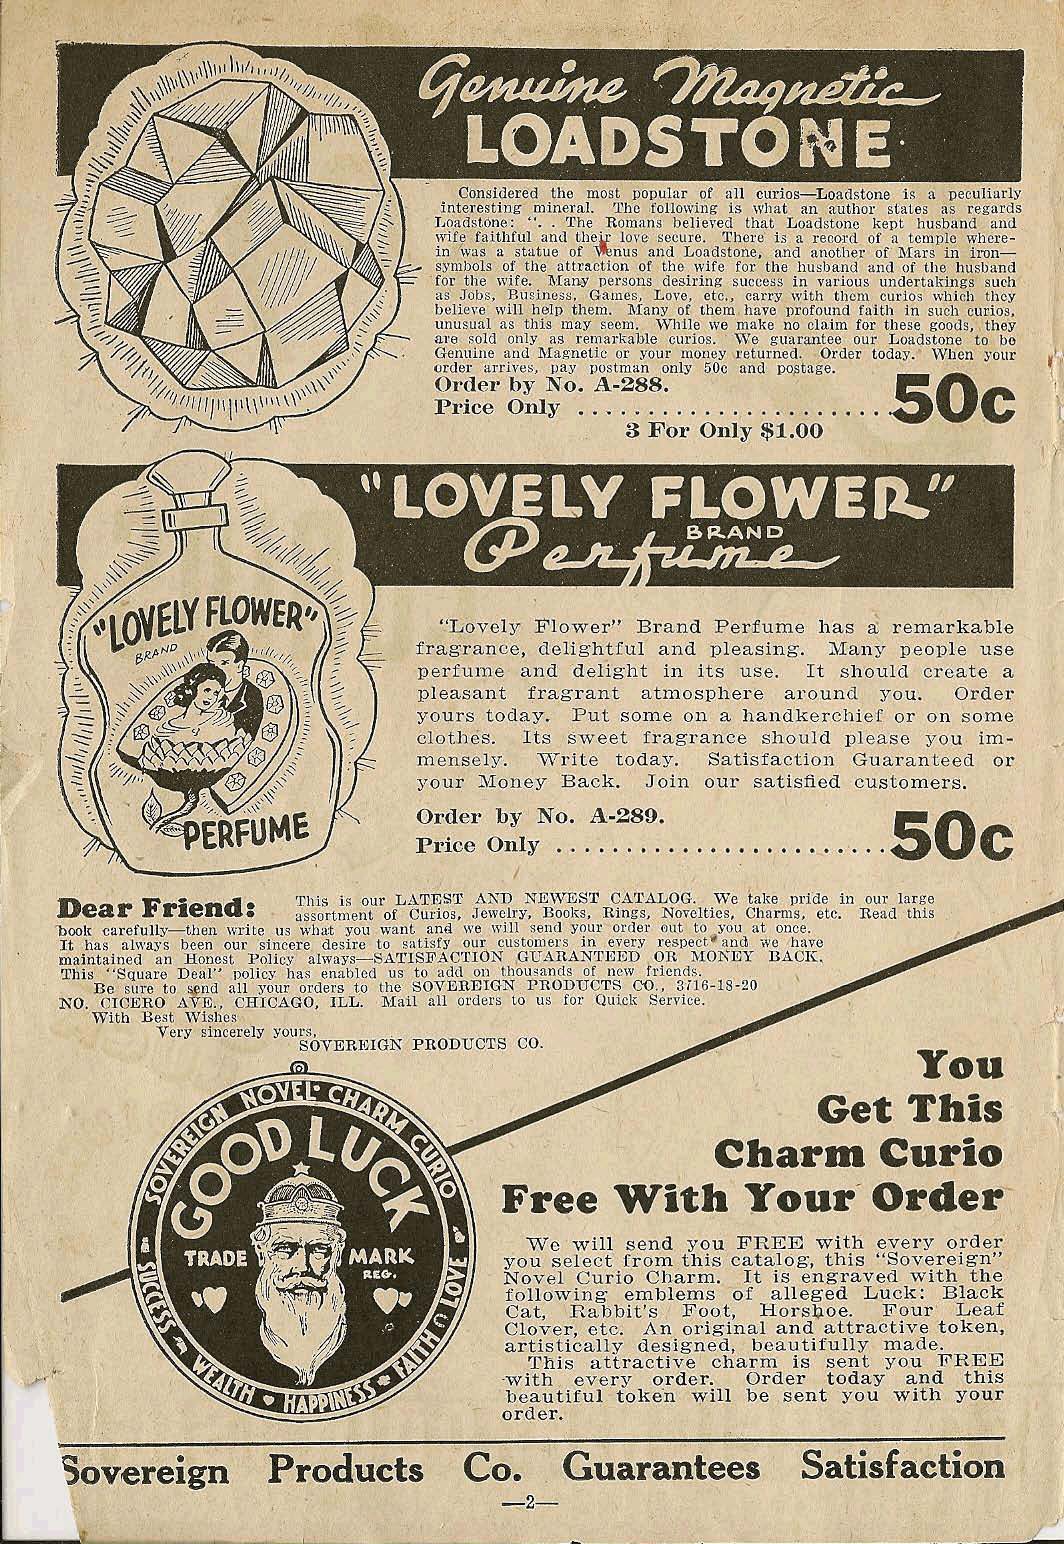 Genuine Magnetic
LOADSTONE
Considered the most popular of all curios—Loadstone is a peculiarly
interesting mineral. The following is what an author states as regards
Loadstone: ". . The Romans believed that Loadstone kept husband and
wife faithful and their love secure. There is a record of a temple where-
in was a statue of Venus and Loadstone, and another of Mars in iron—
symbols of the attraction of the wife for the husband and of the husband
for the wife. Many persons desiring success in various undertakings such
as Jobs, Business, Games, Love, etc., carry with them curios which they
believe will help them. Many of them have profound faith in such curios,
unusual as this may seem. While we make no claim for these goods, they
are sold only as remarkable curios. We guarantee our Loadstone to be
Genuine and Magnetic or your money returned. Order today. When your
order arrives, pay postman only 50c and postage.
Order by No. A-288.
Price Only ........................50c
3 For Only $1.00
"LOVELY FLOWER"
BRAND
Perfume
"LOVELY FLOWER"
BRAND
PERFUME
"Lovely Flower" Brand Perfume has a remarkable
fragrance, delightful and pleasing. Many people use
perfume and delight in its use. It should create a
pleasant fragrant atmosphere around you. Order
yours today. Put some on a handkerchief or on some
clothes. Its sweet fragrance should please you im-
mensely. Write today. Satisfaction Guaranteed or
your Money Back. Join our satisfied customers.
Order by No. A-289.
Price Only ........................50c
Dear Friend: This is our LATEST AND NEWEST CATALOG. We take pride in our large
assortment of Curios, Jewelry, Books, Rings, Novelties, Charms, etc. Read this
book carefully—then write us what you want and we will send your order out to you at once.
It has always been our sincere desire to satisfy our customers in every respect and we have
maintained an Honest Policy always—SATISFACTION GUARANTEED OR MONEY BACK.
This "Square Deal" policy has enabled us to add on thousands of new friends.
Be sure to send all your orders to the SOVEREIGN PRODUCTS CO., 3716-18-20
NO. CICERO AVE., CHICAGO, ILL. Mail all orders to us for Quick Service.
With Best Wishes
Very sincerely yours,
SOVEREIGN PRODUCTS CO.
SOVEREIGN NOVEL CHARM CURIO
GOOD LUCK
TRADE MARK
REG.
SUCCESS WEALTH HAPPINESS FAITH LOVE
You
Get This
Charm Curio
Free With Your Order
We will send you FREE with every order
you select from this catalog, this "Sovereign"
Novel Curio Charm. It is engraved with the
following emblems of alleged Luck: Black
Cat, Rabbit's Foot, Horshoe. Four Leaf
Clover, etc. An original and attractive token,
artistically designed, beautifully made.
This attractive charm is sent you FREE
with every order. Order today and this
beautiful token will be sent you with your
order.
Sovereign Products Co. Guarantees Satisfaction
—2—